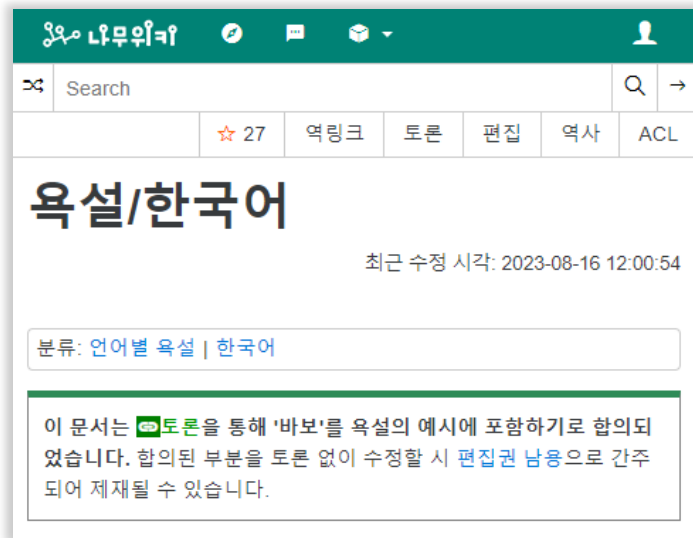 나무위키
Search
☆ 27 역링크 토론 편집 역사 ACL
욕설/한국어
최근 수정 시각: 2023-08-16 12:00:54
분류: 언어별 욕설 | 한국어
이 문서는 토론을 통해 '바보'를 욕설의 예시에 포함하기로 합의되
었습니다. 합의된 부분을 토론 없이 수정할 시 편집권 남용으로 간주
되어 제재될 수 있습니다.